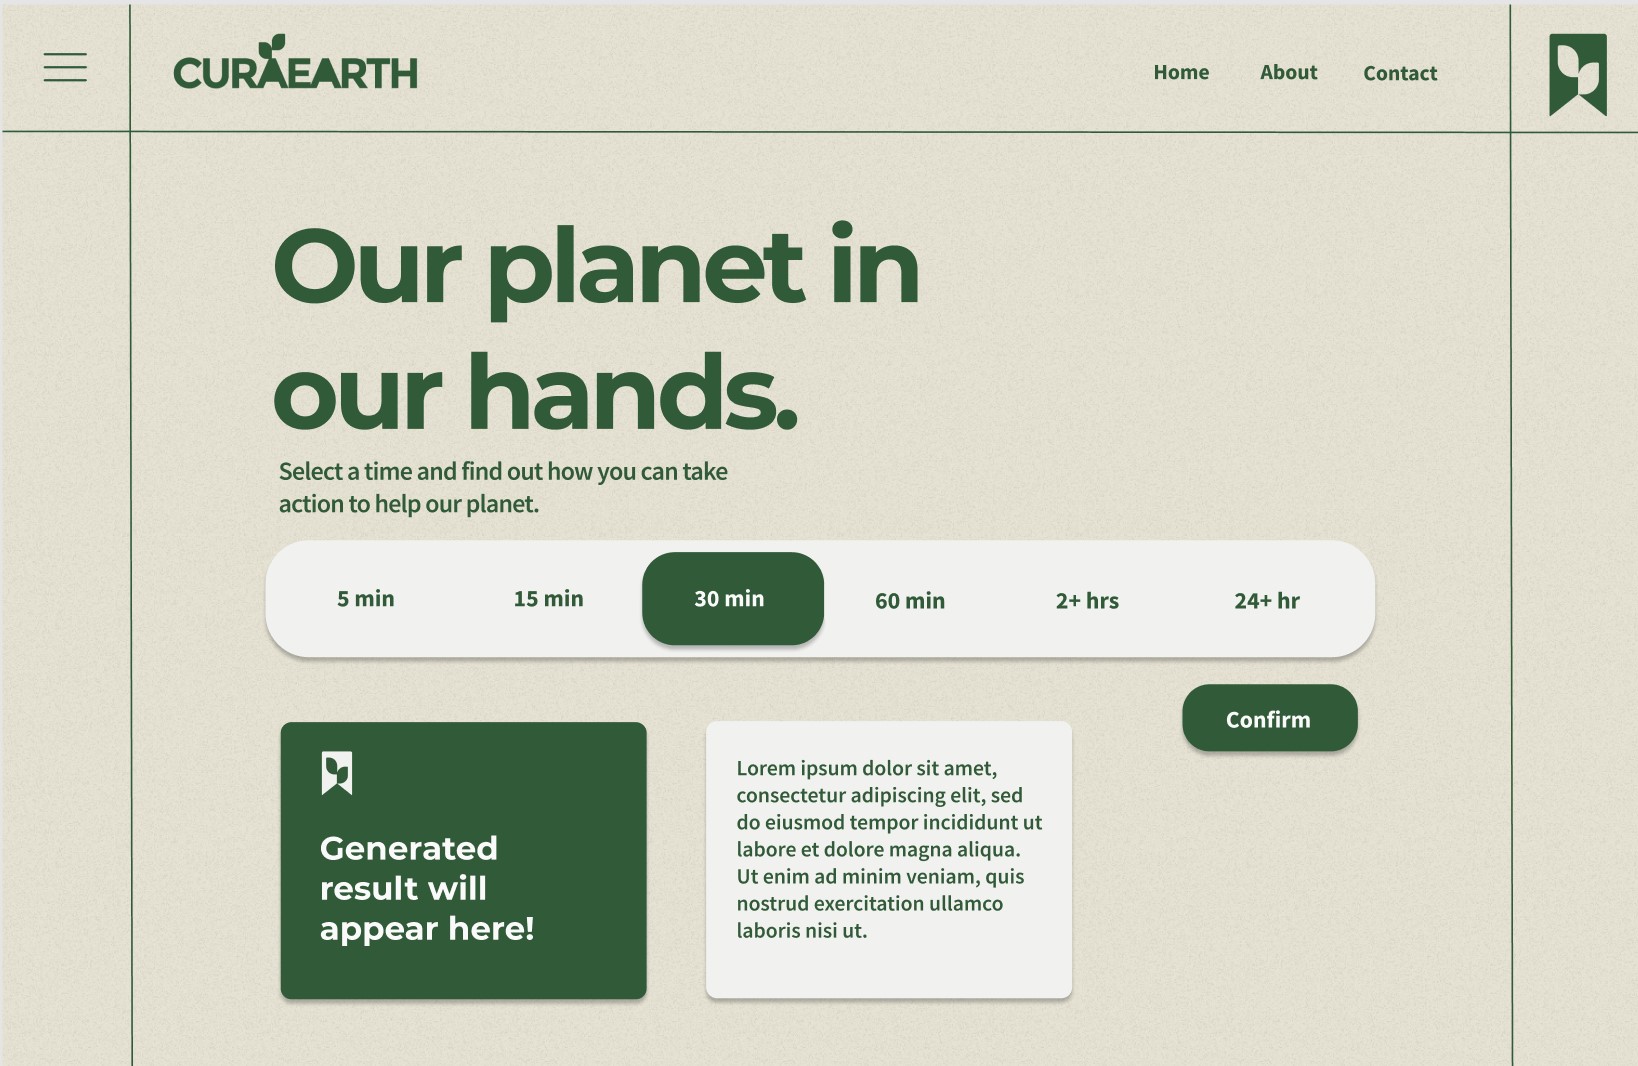 CURAEARTH
Home About Contact
Our planet in
our hands.
Select a time and find out how you can take
action to help our planet.
5 min 15 min 30 min 60 min 2+ hrs 24+ hr
Confirm
Generated
result will
appear here!
Lorem ipsum dolor sit amet,
consectetur adipiscing elit, sed
do eiusmod tempor incididunt ut
labore et dolore magna aliqua.
Ut enim ad minim veniam, quis
nostrud exercitation ullamco
laboris nisi ut.